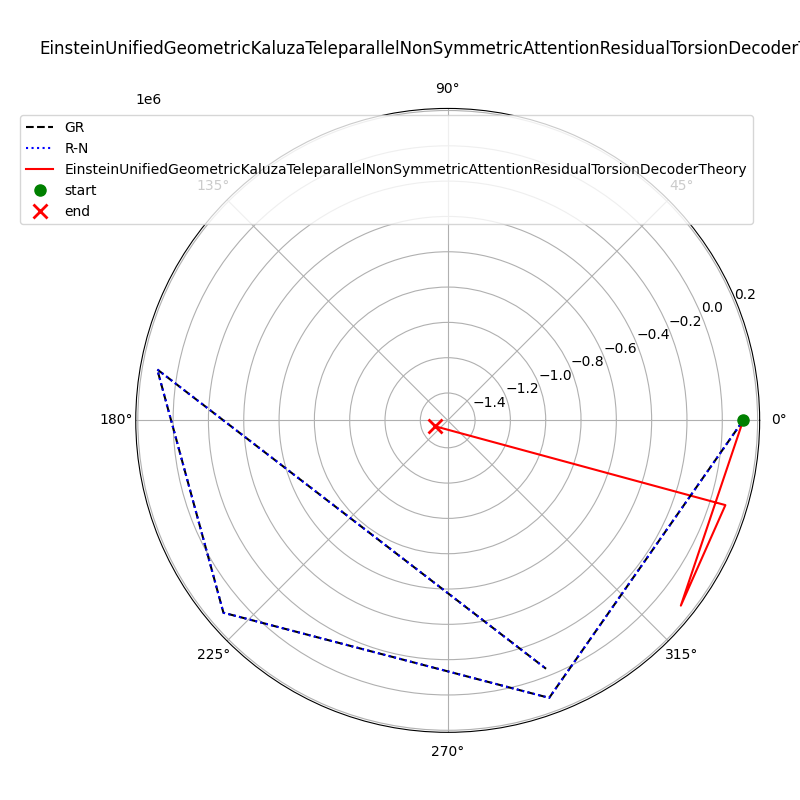 EinsteinUnifiedGeometricKaluzaTeleparallelNonSymmetricAttentionResidualTorsionDecoderT
90°
1e6
GR
R-N
EinsteinUnifiedGeometricKaluzaTeleparallelNonSymmetricAttentionResidualTorsionDecoderTheory
start
end
135°
45°
0.2
0.0
−0.2
−0.4
−0.6
−0.8
−1.0
−1.2
−1.4
180°
0°
225°
315°
270°